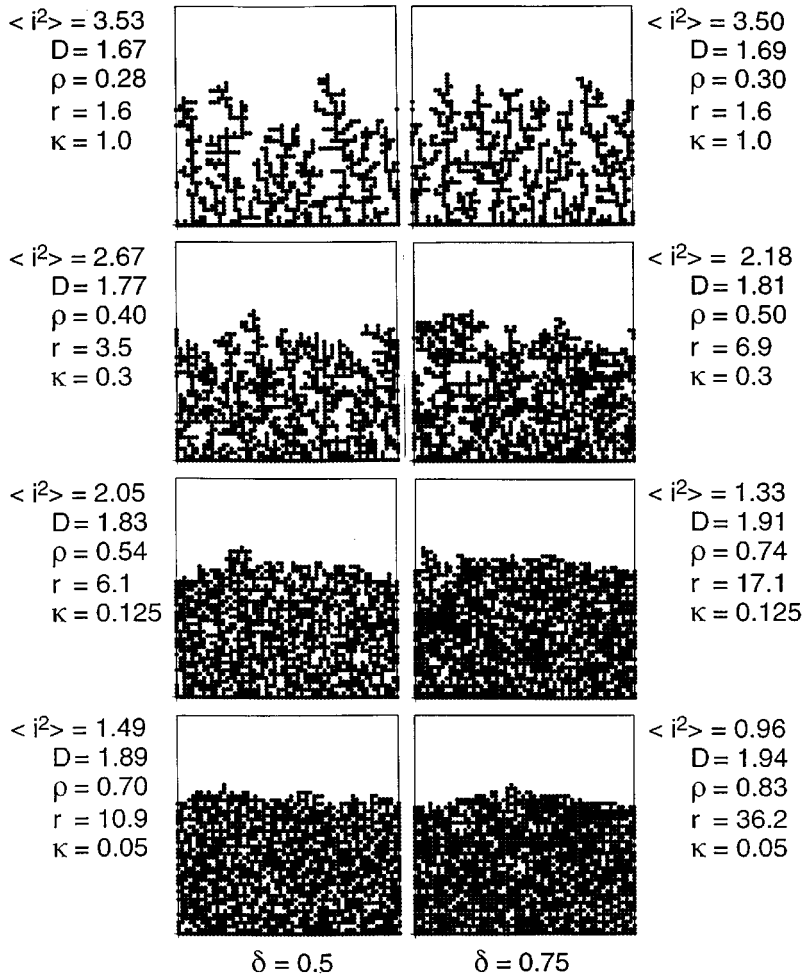 < i²> = 3.53
D = 1.67
ρ = 0.28
r = 1.6
κ = 1.0
< i²> = 3.50
D = 1.69
ρ = 0.30
r = 1.6
κ = 1.0
< i²> = 2.67
D = 1.77
ρ = 0.40
r = 3.5
κ = 0.3
< i²> = 2.18
D = 1.81
ρ = 0.50
r = 6.9
κ = 0.3
< i²> = 2.05
D = 1.83
ρ = 0.54
r = 6.1
κ = 0.125
< i²> = 1.33
D = 1.91
ρ = 0.74
r = 17.1
κ = 0.125
< i²> = 1.49
D = 1.89
ρ = 0.70
r = 10.9
κ = 0.05
< i²> = 0.96
D = 1.94
ρ = 0.83
r = 36.2
κ = 0.05
δ = 0.5
δ = 0.75